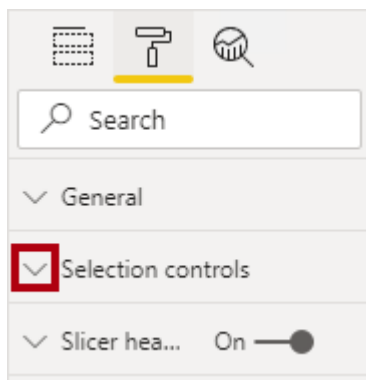 Search
General
Selection controls
Slicer hea... On